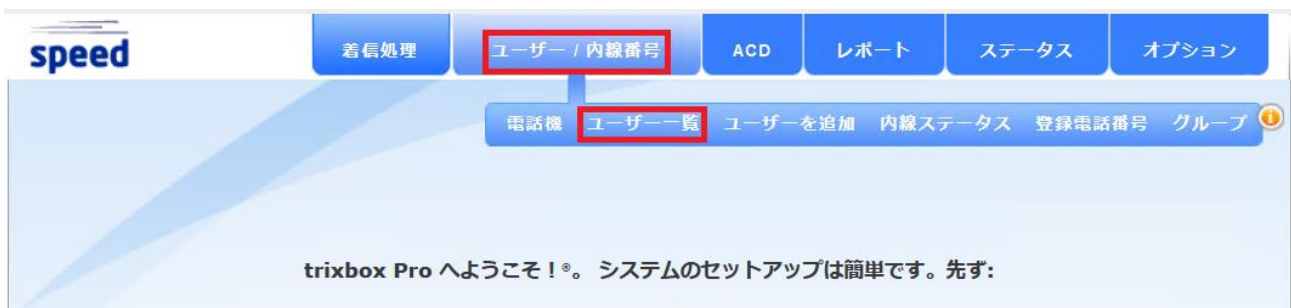 speed
着信処理 ユーザー / 内線番号 ACD レポート ステータス オプション
電話機 ユーザー一覧 ユーザーを追加 内線ステータス 登録電話番号 グループ
trixbox Pro へようこそ！®。 システムのセットアップは簡単です。先ず: